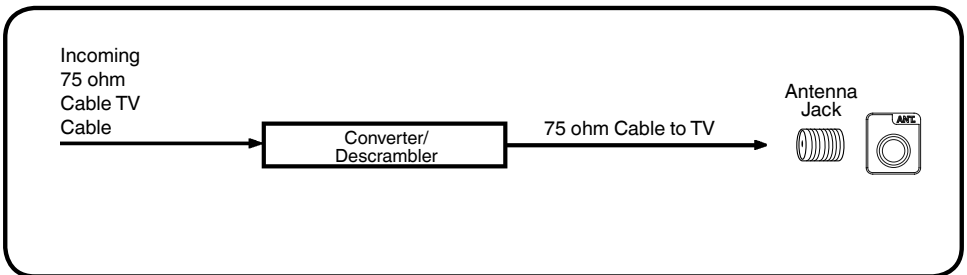 Incoming
75 ohm
Cable TV
Cable
Converter/
Descrambler
75 ohm Cable to TV
Antenna
Jack
ANT.